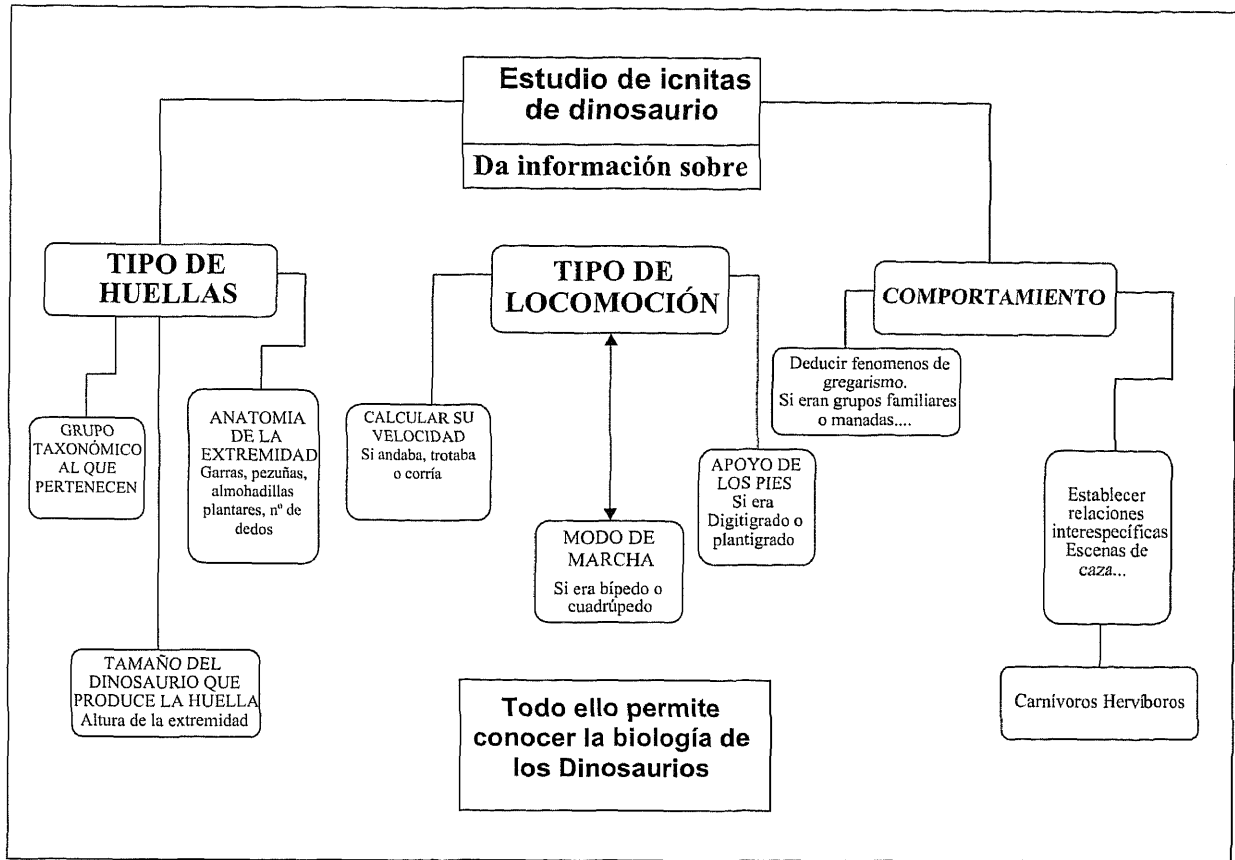 Estudio de icnitas
de dinosaurio
Da información sobre
TIPO DE
HUELLAS
GRUPO
TAXONÓMICO
AL QUE
PERTENECEN
ANATOMIA
DE LA
EXTREMIDAD
Garras, pezuñas,
almohadillas
plantares, nº de
dedos
TAMAÑO DEL
DINOSAURIO QUE
PRODUCE LA HUELLA
Altura de la extremidad
TIPO DE
LOCOMOCIÓN
CALCULAR SU
VELOCIDAD
Si andaba, trotaba
o corría
MODO DE
MARCHA
Si era bípedo o
cuadrúpedo
APOYO DE
LOS PIES
Si era
Digitigrado o
plantigrado
COMPORTAMIENTO
Deducir fenomenos de
gregarismo.
Si eran grupos familiares
o manadas....
Establecer
relaciones
interespecíficas
Escenas de
caza...
Carnívoros Hervíboros
Todo ello permite
conocer la biología de
los Dinosaurios